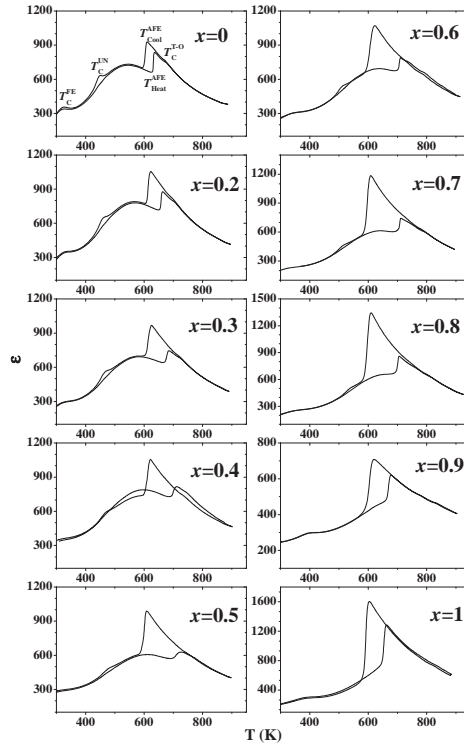 1200
900
600
300
400 600 800
x=0
T_C^FE
T_C^UN
T_Cool^AFE
T_Heat^AFE
T_C^T-O
1200
900
600
300
400 600 800
x=0.2
1200
900
600
300
400 600 800
x=0.3
1200
900
600
300
400 600 800
x=0.4
1200
900
600
300
400 600 800
x=0.5
1200
900
600
300
400 600 800
x=0.6
1200
900
600
300
400 600 800
x=0.7
1500
1200
900
600
300
400 600 800
x=0.8
800
600
400
200
400 600 800
x=0.9
1600
1200
800
400
400 600 800
x=1
ε
T (K)